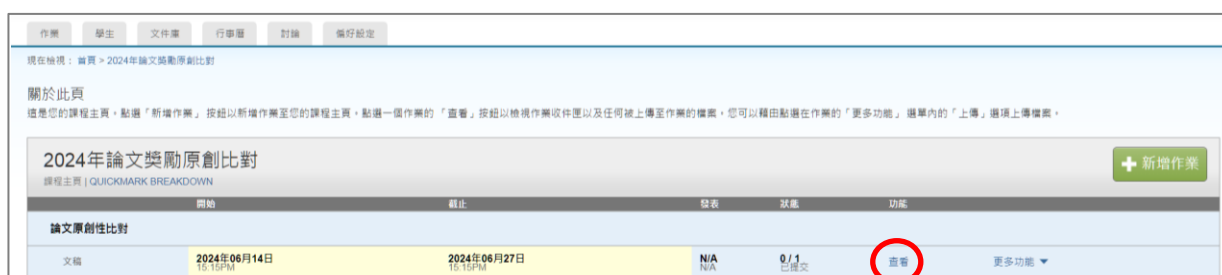 作業 學生 文件庫 行事曆 討論 偏好設定
現在檢視： 首頁 > 2024年論文獎勵原創比對
關於此頁
這是您的課程主頁，點選「新增作業」 按鈕以新增作業至您的課程主頁，點選一個作業的 「查看」按鈕以檢視作業收件匣以及任何被上傳至作業的檔案，您可以藉由點選在作業的「更多功能」 選單內的「上傳」選項上傳檔案。
2024年論文獎勵原創比對
新增作業
課程主頁 | QUICKMARK BREAKDOWN
開始 截止 發表 狀態 功能
論文原創性比對
文稿 2024年06月14日 2024年06月27日 N/A 0 / 1 查看 更多功能
15:15PM 15:15PM N/A 已提交